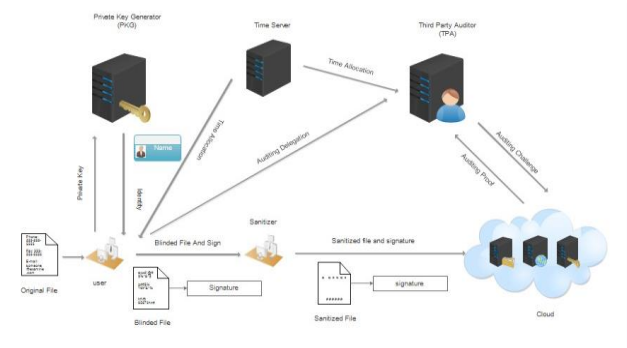 Private Key Generator
(PKG)
Time Server
Third Party Auditor
(TPA)
Time Allocation
Name
Time Allocation
Auditing Delegation
Auditing Challenge
Auditing Proof
Private Key
Identity
Sanitizer
Blinded File And Sign
Sanitized file and signature
user
Original File
Signature
signature
Blinded File
Sanitized File
Cloud